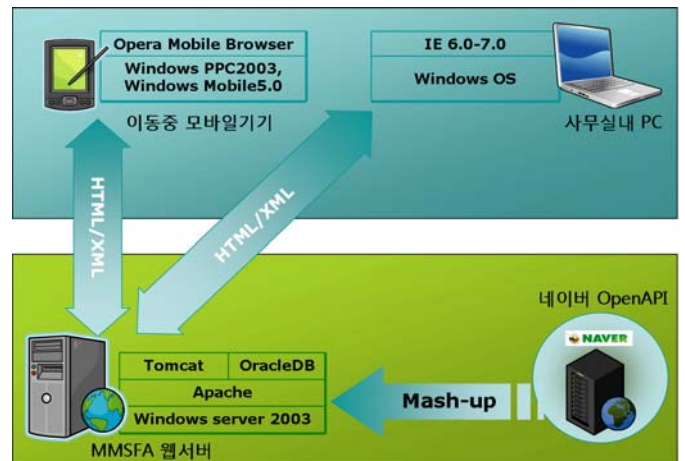 Opera Mobile Browser
Windows PPC2003,
Windows Mobile5.0
이동중 모바일기기
IE 6.0-7.0
Windows OS
사무실내 PC
HTML/XML
HTML/XML
네이버 OpenAPI
NAVER
Tomcat
OracleDB
Apache
Windows server 2003
MMSFA 웹서버
Mash-up